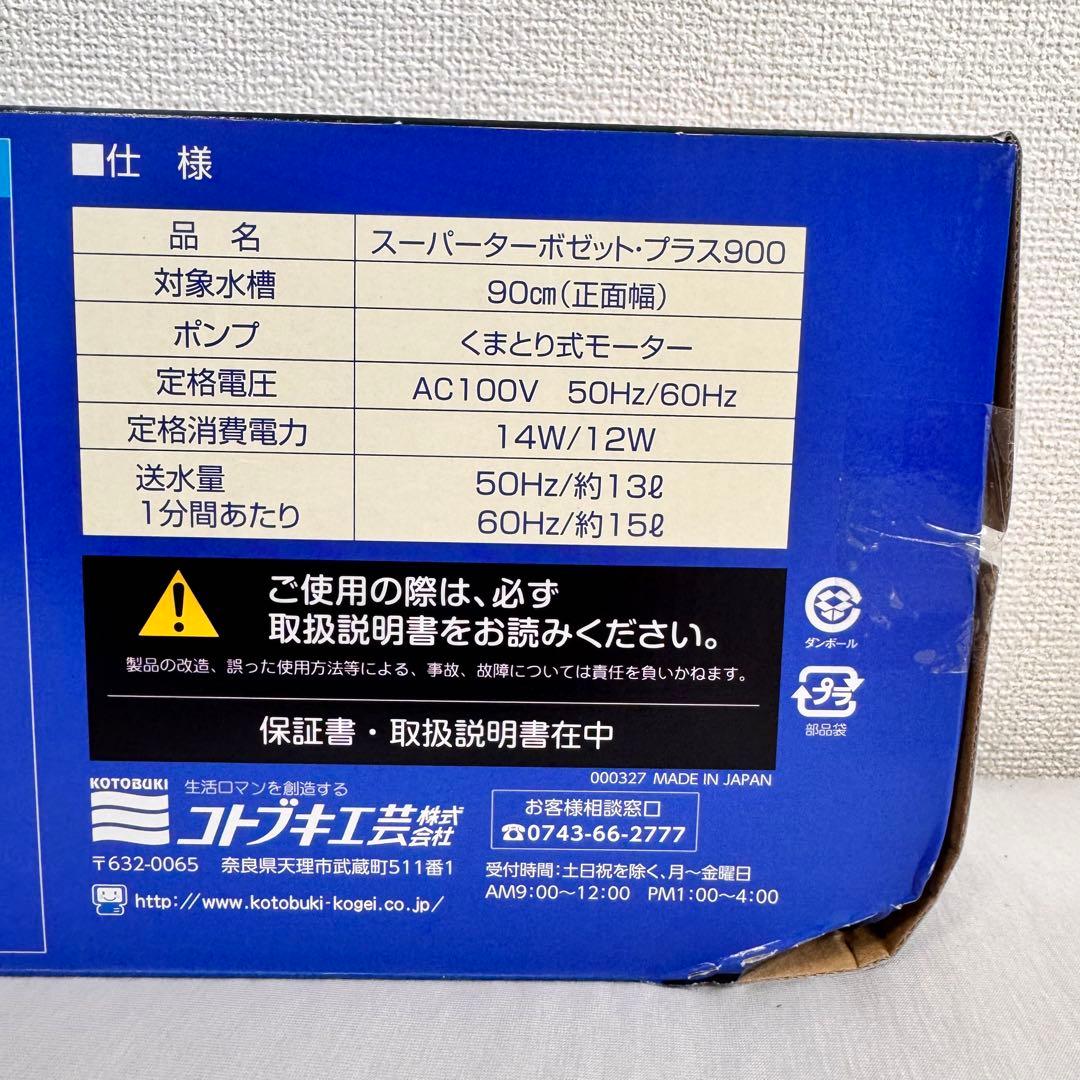 ■仕 様
品 名 スーパーターボゼット・プラス900
対象水槽 90㎝(正面幅)
ポンプ くまとり式モーター
定格電圧 AC100V 50Hz/60Hz
定格消費電力 14W/12W
送水量 50Hz/約13ℓ
1分間あたり 60Hz/約15ℓ
ご使用の際は、必ず
取扱説明書をお読みください。
製品の改造、誤った使用方法等による、事故、故障については責任を負いかねます。
保証書・取扱説明書在中
ダンボール
プラ
部品袋
000327 MADE IN JAPAN
KOTOBUKI
生活ロマンを創造する
コトブキ工芸株式会社
〒632-0065 奈良県天理市武蔵町511番1
http://www.kotobuki-kogei.co.jp/
お客様相談窓口
☎0743-66-2777
受付時間:土日祝を除く、月～金曜日
AM9:00～12:00 PM1:00～4:00